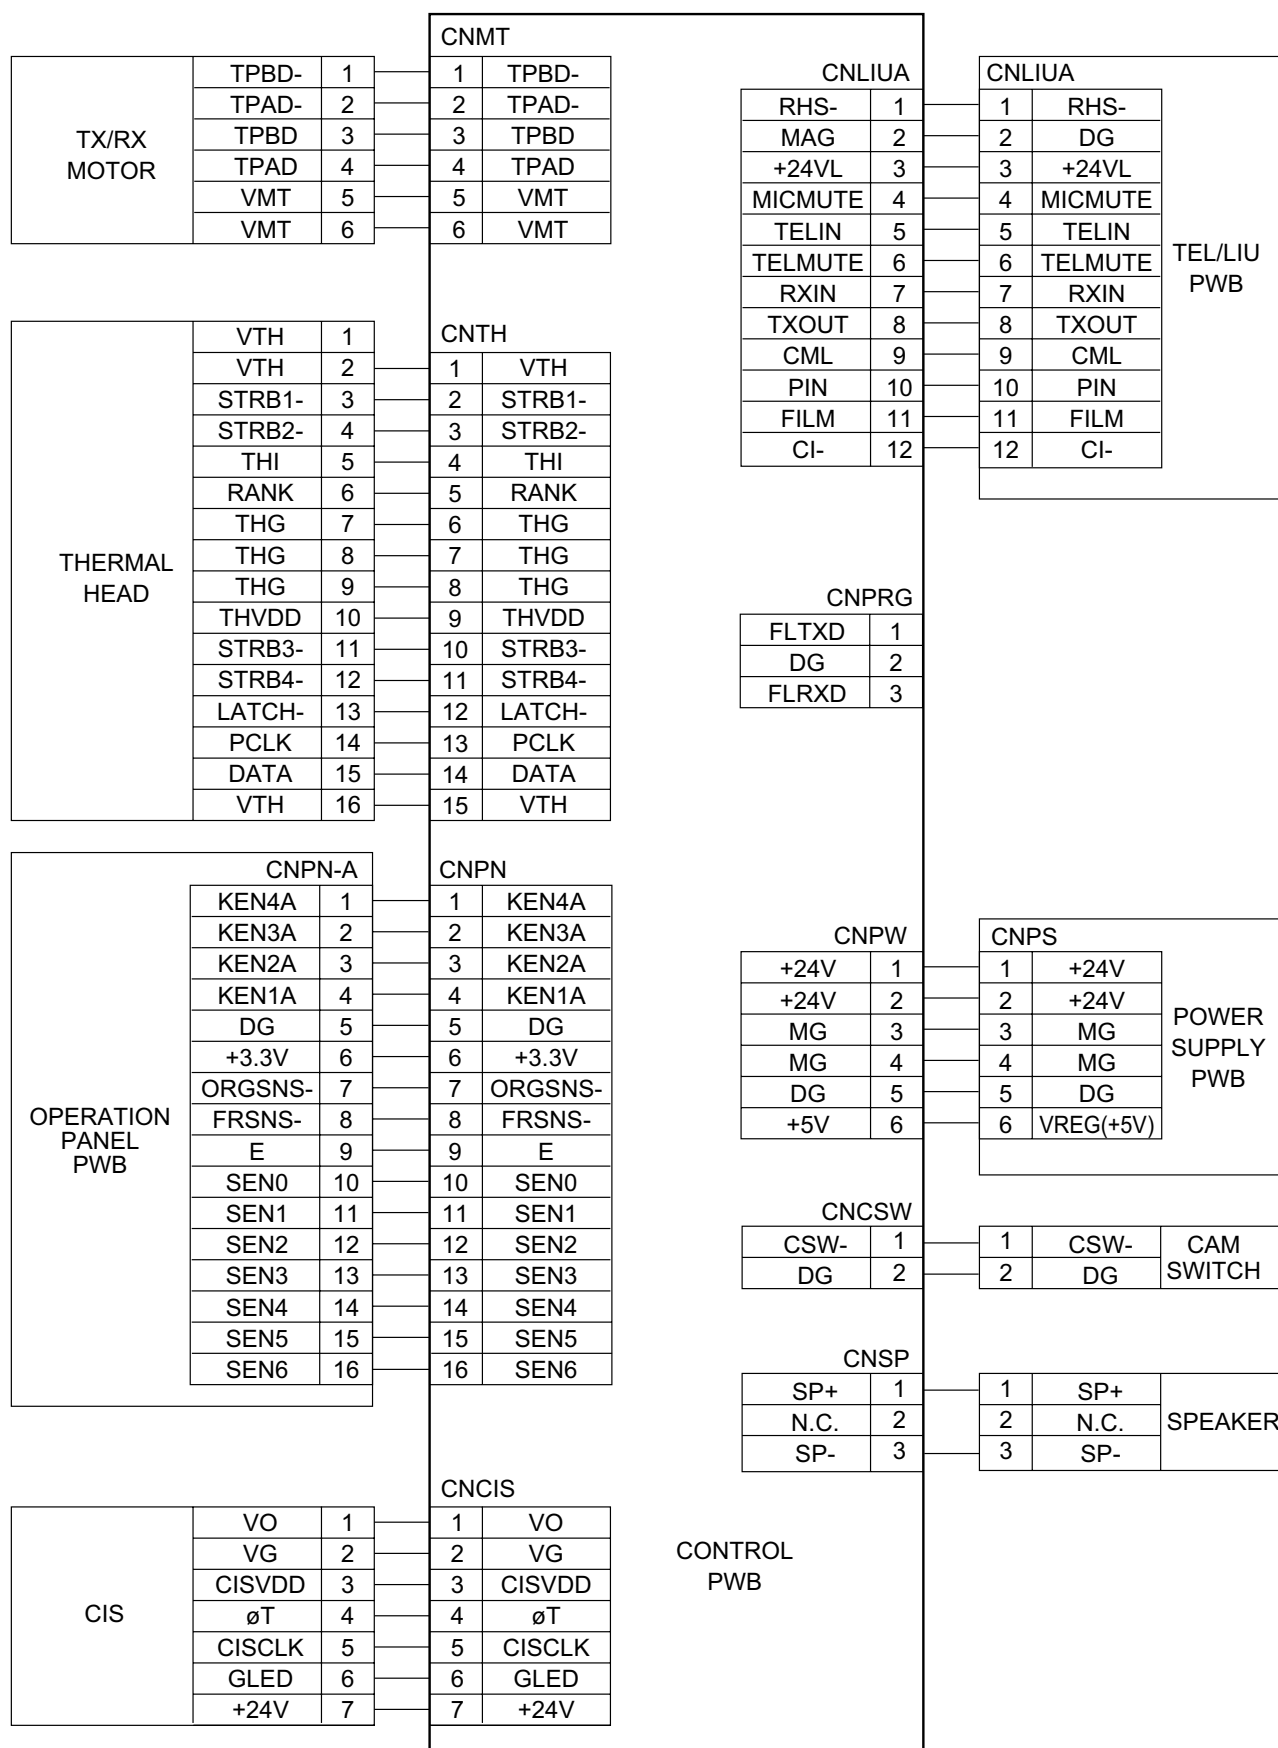 CNMT
TPBD- 1 1 TPBD-
TPAD- 2 2 TPAD-
TPBD 3 3 TPBD
TPAD 4 4 TPAD
VMT 5 5 VMT
VMT 6 6 VMT
TX/RX
MOTOR
VTH 1
CNTH
VTH 2 1 VTH
STRB1- 3 2 STRB1-
STRB2- 4 3 STRB2-
THI 5 4 THI
RANK 6 5 RANK
THG 7 6 THG
THG 8 7 THG
THG 9 8 THG
THVDD 10 9 THVDD
STRB3- 11 10 STRB3-
STRB4- 12 11 STRB4-
LATCH- 13 12 LATCH-
PCLK 14 13 PCLK
DATA 15 14 DATA
VTH 16 15 VTH
THERMAL
HEAD
CNPN-A CNPN
KEN4A 1 1 KEN4A
KEN3A 2 2 KEN3A
KEN2A 3 3 KEN2A
KEN1A 4 4 KEN1A
DG 5 5 DG
+3.3V 6 6 +3.3V
ORGSNS- 7 7 ORGSNS-
FRSNS- 8 8 FRSNS-
E 9 9 E
SEN0 10 10 SEN0
SEN1 11 11 SEN1
SEN2 12 12 SEN2
SEN3 13 13 SEN3
SEN4 14 14 SEN4
SEN5 15 15 SEN5
SEN6 16 16 SEN6
OPERATION
PANEL
PWB
CNCIS
VO 1 1 VO
VG 2 2 VG
CISVDD 3 3 CISVDD
øT 4 4 øT
CISCLK 5 5 CISCLK
GLED 6 6 GLED
+24V 7 7 +24V
CIS
CNLIUA CNLIUA
RHS- 1 1 RHS-
MAG 2 2 DG
+24VL 3 3 +24VL
MICMUTE 4 4 MICMUTE
TELIN 5 5 TELIN
TELMUTE 6 6 TELMUTE
RXIN 7 7 RXIN
TXOUT 8 8 TXOUT
CML 9 9 CML
PIN 10 10 PIN
FILM 11 11 FILM
CI- 12 12 CI-
TEL/LIU
PWB
CNPRG
FLTXD 1
DG 2
FLRXD 3
CNPW CNPS
+24V 1 1 +24V
+24V 2 2 +24V
MG 3 3 MG
MG 4 4 MG
DG 5 5 DG
+5V 6 6 VREG(+5V)
POWER
SUPPLY
PWB
CNCSW
CSW- 1 1 CSW-
DG 2 2 DG
CAM
SWITCH
CNSP
SP+ 1 1 SP+
N.C. 2 2 N.C.
SP- 3 3 SP-
SPEAKER
CONTROL
PWB